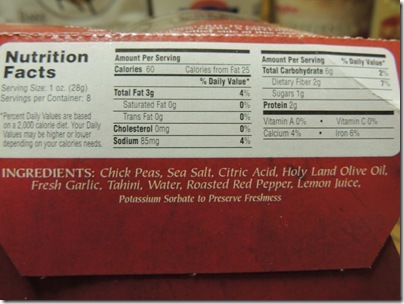 Nutrition
Facts
Serving Size: 1 oz. (28g)
Servings per Container: 8
*Percent Daily Values are based
on a 2,000 calorie diet. Your Daily
Values may be higher or lower
depending on your calories needs.
Amount Per Serving
Calories 60 Calories from Fat 25
% Daily Value*
Total Fat 3g 4%
Saturated Fat 0g 0%
Trans Fat 0g 0%
Cholesterol 0mg 0%
Sodium 85mg 4%
Amount Per Serving % Daily Value*
Total Carbohydrate 6g 2%
Dietary Fiber 2g 7%
Sugars 1g
Protein 2g
Vitamin A 0% • Vitamin C 0%
Calcium 4% • Iron 6%
INGREDIENTS: Chick Peas, Sea Salt, Citric Acid, Holy Land Olive Oil,
Fresh Garlic, Tahini, Water, Roasted Red Pepper, Lemon Juice,
Potassium Sorbate to Preserve Freshness